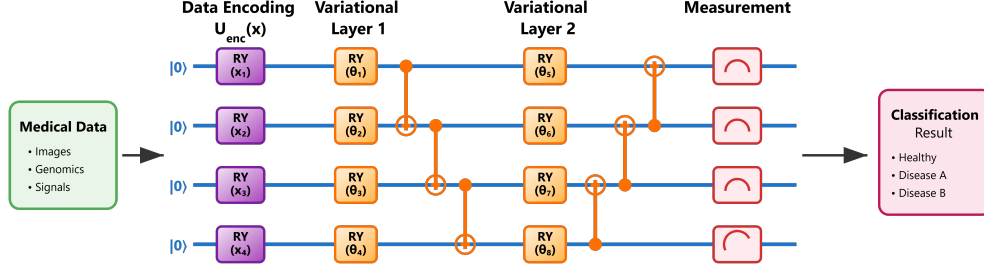 Data Encoding
U_enc(x)
Variational
Layer 1
Variational
Layer 2
Measurement
|0⟩
RY
(x₁)
RY
(θ₁)
RY
(θ₅)
|0⟩
RY
(x₂)
RY
(θ₂)
RY
(θ₆)
|0⟩
RY
(x₃)
RY
(θ₃)
RY
(θ₇)
|0⟩
RY
(x₄)
RY
(θ₄)
RY
(θ₈)
Medical Data
• Images
• Genomics
• Signals
Classification
Result
• Healthy
• Disease A
• Disease B